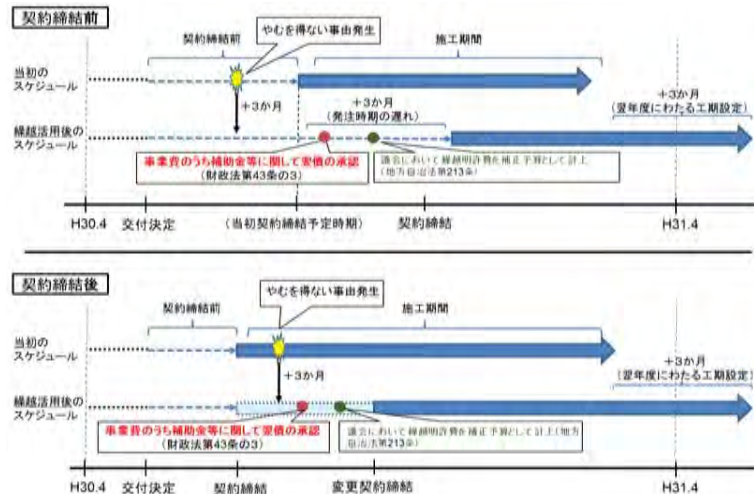 契約締結前
契約締結前
やむを得ない事由発生
施工期間
当初の
スケジュール
+3か月
+3か月
(発注時期の遅れ)
+3か月
(翌年度にわたる工期設定)
繰越活用後の
スケジュール
事業費のうち補助金等に関して翌債の承認
(財政法第43条の3)
議会において繰越明許費を補正予算として計上
(地方自治法第213条)
H30.4
交付決定
(当初契約締結予定時期)
契約締結
H31.4
契約締結後
やむを得ない事由発生
契約締結前
施工期間
当初の
スケジュール
+3か月
+3か月
(翌年度にわたる工期設定)
繰越活用後の
スケジュール
事業費のうち補助金等に関して翌債の承認
(財政法第43条の3)
議会において繰越明許費を補正予算として計上(地方
自治法第213条)
H30.4
交付決定
契約締結
変更契約締結
H31.4